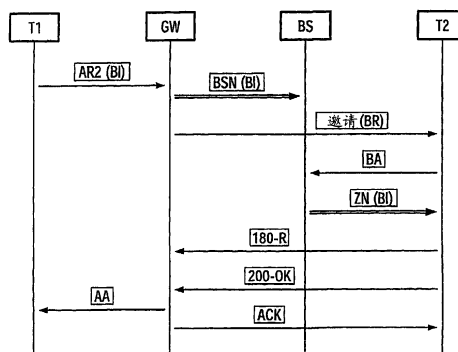 T1
GW
BS
T2
AR2 (BI)
BSN (BI)
邀请 (BR)
BA
ZN (BI)
180-R
200-OK
AA
ACK